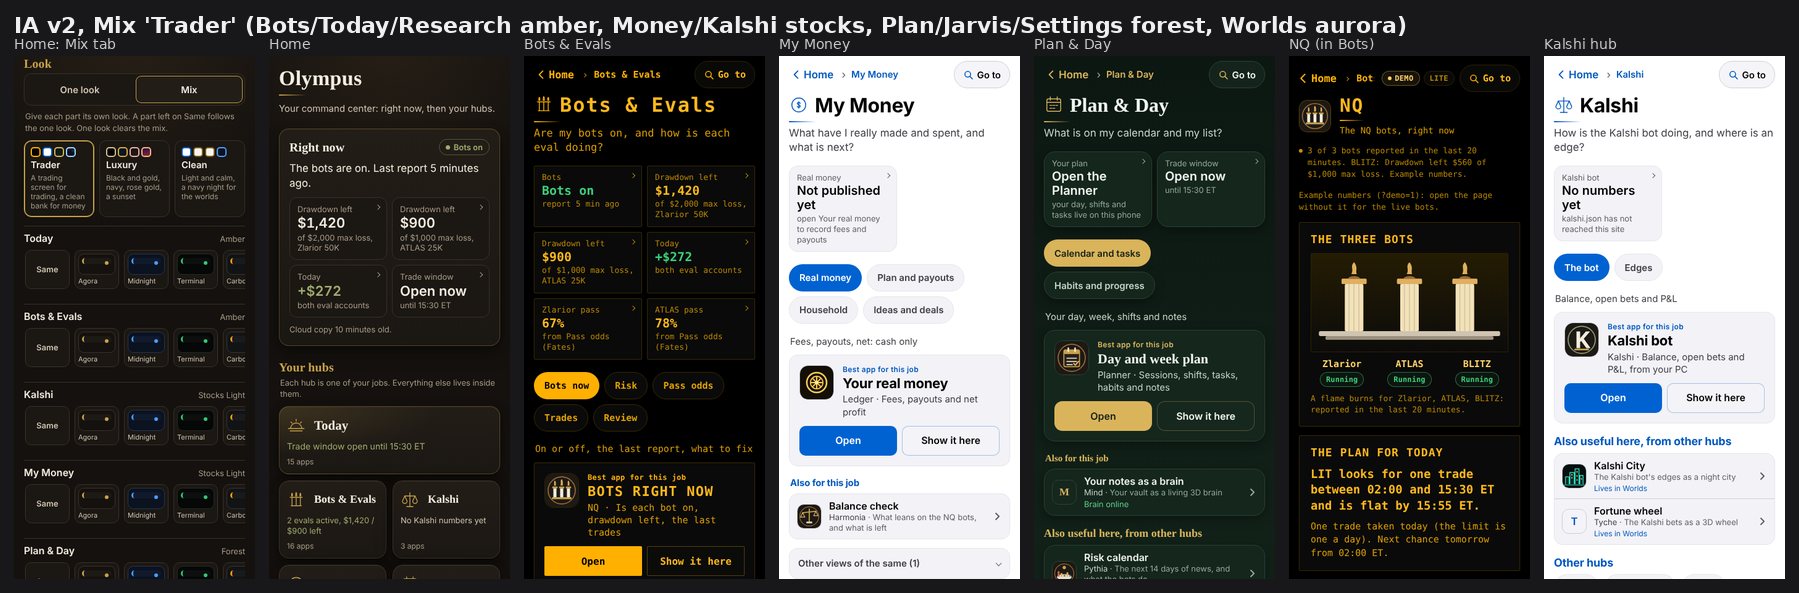 IA v2, Mix 'Trader' (Bots/Today/Research amber, Money/Kalshi stocks, Plan/Jarvis/Settings forest, Worlds aurora)
Home: Mix tab
Look
One look
Mix
Give each part its own look. A part left on Same follows
the one look. One look clears the mix.
Trader
A trading
screen for
trading, a clean
bank for money
Luxury
Black and gold,
navy, rose gold,
a sunset
Clean
Light and calm,
a navy night for
the worlds
Today
Amber
Same
Agora
Midnight
Terminal
Carbo
Bots & Evals
Amber
Same
Agora
Midnight
Terminal
Carbo
Kalshi
Stocks Light
Same
Agora
Midnight
Terminal
Carbo
My Money
Stocks Light
Same
Agora
Midnight
Terminal
Carbo
Plan & Day
Forest
Home
Olympus
Your command center: right now, then your hubs.
Right now
Bots on
The bots are on. Last report 5 minutes
ago.
Drawdown left
$1,420
of $2,000 max loss,
Zlarior 50K
Drawdown left
$900
of $1,000 max loss,
ATLAS 25K
Today
+$272
both eval accounts
Trade window
Open now
until 15:30 ET
Cloud copy 10 minutes old.
Your hubs
Each hub is one of your jobs. Everything else lives inside
them.
Today
Trade window open until 15:30 ET
15 apps
Bots & Evals
2 evals active, $1,420 /
$900 left
16 apps
Kalshi
No Kalshi numbers yet
3 apps
Bots & Evals
Home › Bots & Evals
Go to
Bots & Evals
Are my bots on, and how is each
eval doing?
Bots
Bots on
report 5 min ago
Drawdown left
$1,420
of $2,000 max loss,
Zlarior 50K
Drawdown left
$900
of $1,000 max loss,
ATLAS 25K
Today
+$272
both eval accounts
Zlarior pass
67%
from Pass odds
(Fates)
ATLAS pass
78%
from Pass odds
(Fates)
Bots now
Risk
Pass odds
Trades
Review
On or off, the last report, what to fix
Best app for this job
BOTS RIGHT NOW
NQ · Is each bot on,
drawdown left, the last
trades
Open
Show it here
My Money
Home › My Money
Go to
My Money
What have I really made and spent, and
what is next?
Real money
Not published
yet
open Your real money
to record fees and
payouts
Real money
Plan and payouts
Household
Ideas and deals
Fees, payouts, net: cash only
Best app for this job
Your real money
Ledger · Fees, payouts and net
profit
Open
Show it here
Also for this job
Balance check
Harmonia · What leans on the NQ bots,
and what is left
Other views of the same (1)
Plan & Day
Home › Plan & Day
Go to
Plan & Day
What is on my calendar and my list?
Your plan
Open the
Planner
your day, shifts and
tasks live on this phone
Trade window
Open now
until 15:30 ET
Calendar and tasks
Habits and progress
Your day, week, shifts and notes
Best app for this job
Day and week plan
Planner · Sessions, shifts, tasks,
habits and notes
Open
Show it here
Also for this job
M
Your notes as a brain
Mind · Your vault as a living 3D brain
Brain online
Also useful here, from other hubs
Risk calendar
Pythia · The next 14 days of news, and
what the bots do
NQ (in Bots)
Home › Bot
DEMO
LITE
Go to
NQ
The NQ bots, right now
3 of 3 bots reported in the last 20
minutes. BLITZ: Drawdown left $560 of
$1,000 max loss. Example numbers.
Example numbers (?demo=1): open the page
without it for the live bots.
THE THREE BOTS
Zlarior
ATLAS
BLITZ
Running
Running
Running
A flame burns for Zlarior, ATLAS, BLITZ:
reported in the last 20 minutes.
THE PLAN FOR TODAY
LIT looks for one trade
between 02:00 and 15:30 ET
and is flat by 15:55 ET.
One trade taken today (the limit is
one a day). Next chance tomorrow
from 02:00 ET.
Kalshi hub
Home › Kalshi
Go to
Kalshi
How is the Kalshi bot doing, and where is an
edge?
Kalshi bot
No numbers
yet
kalshi.json has not
reached this site
The bot
Edges
Balance, open bets and P&L
K
Best app for this job
Kalshi bot
Kalshi · Balance, open bets and
P&L, from your PC
Open
Show it here
Also useful here, from other hubs
Kalshi City
The Kalshi bot's edges as a night city
Lives in Worlds
T
Fortune wheel
Tyche · The Kalshi bets as a 3D wheel
Lives in Worlds
Other hubs